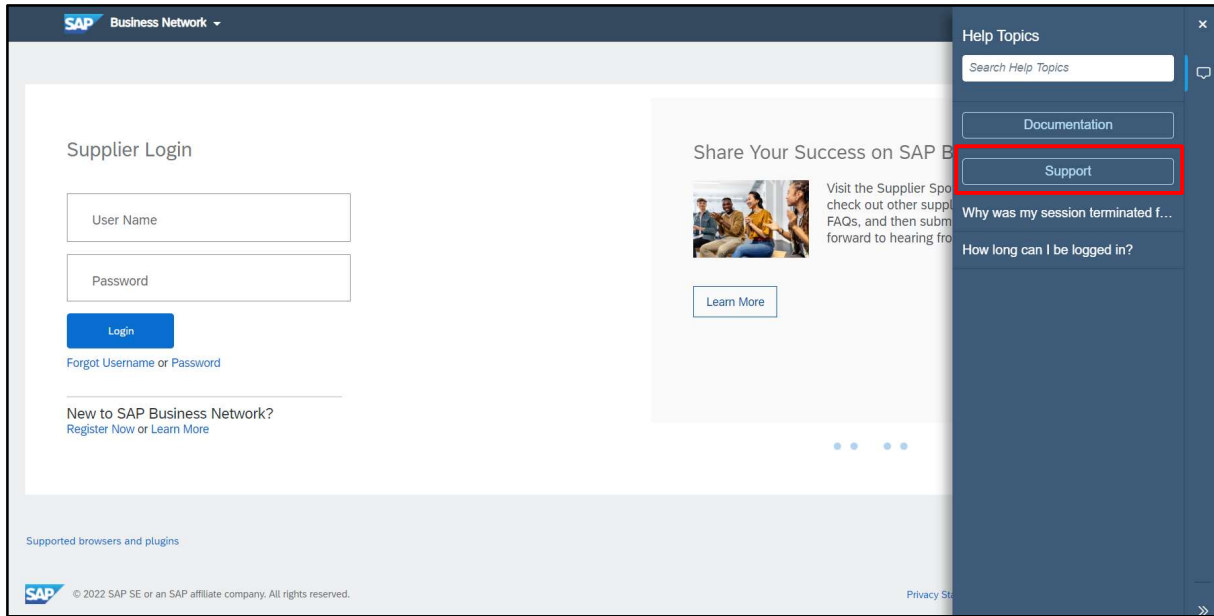 SAP Business Network
Supplier Login
User Name
Password
Login
Forgot Username or Password
New to SAP Business Network?
Register Now or Learn More
Share Your Success on SAP B
Visit the Supplier Spo
check out other suppl
FAQs, and then subm
forward to hearing fro
Learn More
Help Topics
Search Help Topics
Documentation
Support
Why was my session terminated f...
How long can I be logged in?
Supported browsers and plugins
SAP © 2022 SAP SE or an SAP affiliate company. All rights reserved.
Privacy Sta